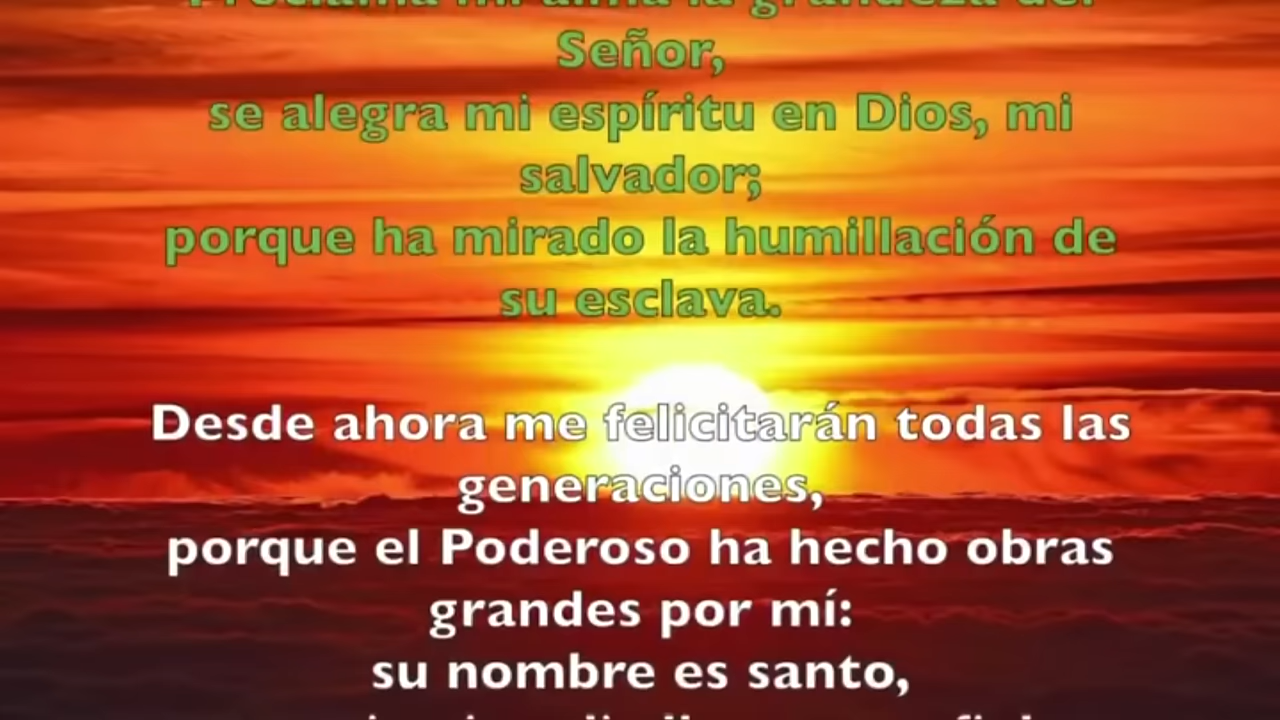 Proclama mi alma la grandeza del
Señor,
se alegra mi espíritu en Dios, mi
salvador;
porque ha mirado la humillación de
su esclava.
Desde ahora me felicitarán todas las
generaciones,
porque el Poderoso ha hecho obras
grandes por mí:
su nombre es santo,